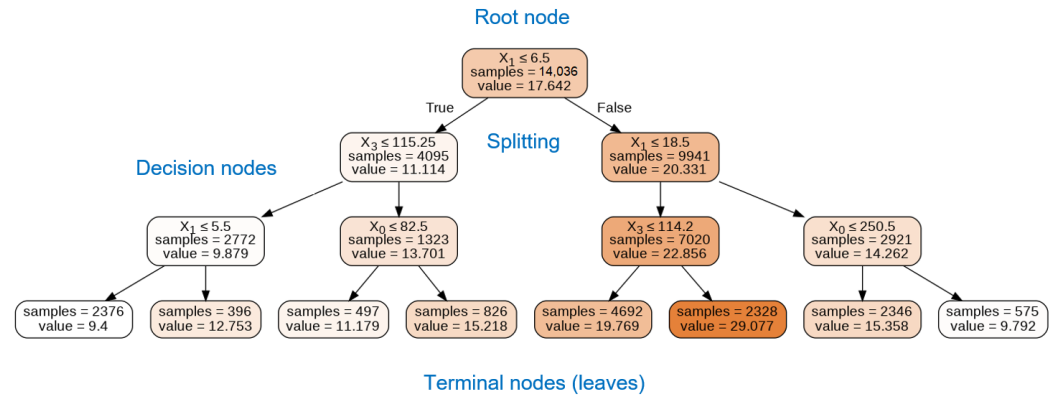 Root node
X₁ ≤ 6.5
samples = 14,036
value = 17.642
True
False
Splitting
Decision nodes
X₃ ≤ 115.25
samples = 4095
value = 11.114
X₁ ≤ 18.5
samples = 9941
value = 20.331
X₁ ≤ 5.5
samples = 2772
value = 9.879
X₀ ≤ 82.5
samples = 1323
value = 13.701
X₃ ≤ 114.2
samples = 7020
value = 22.856
X₀ ≤ 250.5
samples = 2921
value = 14.262
samples = 2376
value = 9.4
samples = 396
value = 12.753
samples = 497
value = 11.179
samples = 826
value = 15.218
samples = 4692
value = 19.769
samples = 2328
value = 29.077
samples = 2346
value = 15.358
samples = 575
value = 9.792
Terminal nodes (leaves)